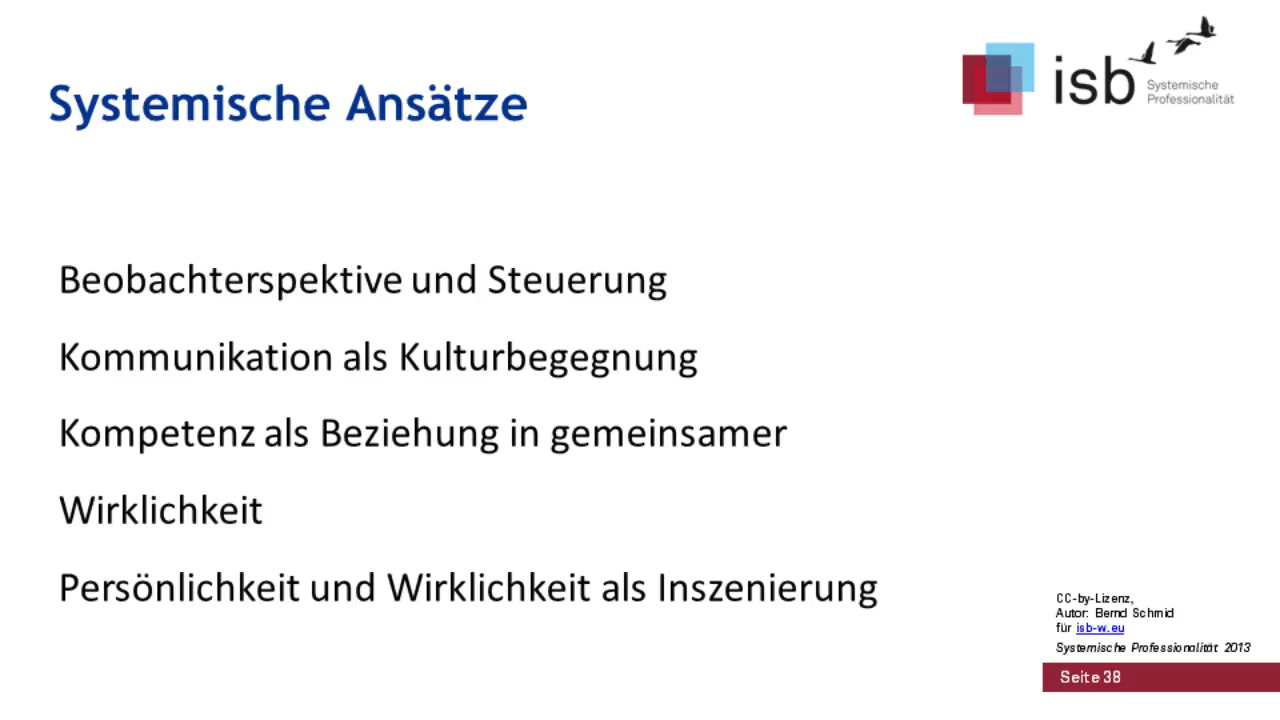 Systemische Ansätze
isb
Systemische
Professionalität
Beobachterspektive und Steuerung
Kommunikation als Kulturbegegnung
Kompetenz als Beziehung in gemeinsamer
Wirklichkeit
Persönlichkeit und Wirklichkeit als Inszenierung
CC-by-Lizenz,
Autor: Bernd Schmid
für isb-w.eu
Systemische Professionalität 2013
Seite 38